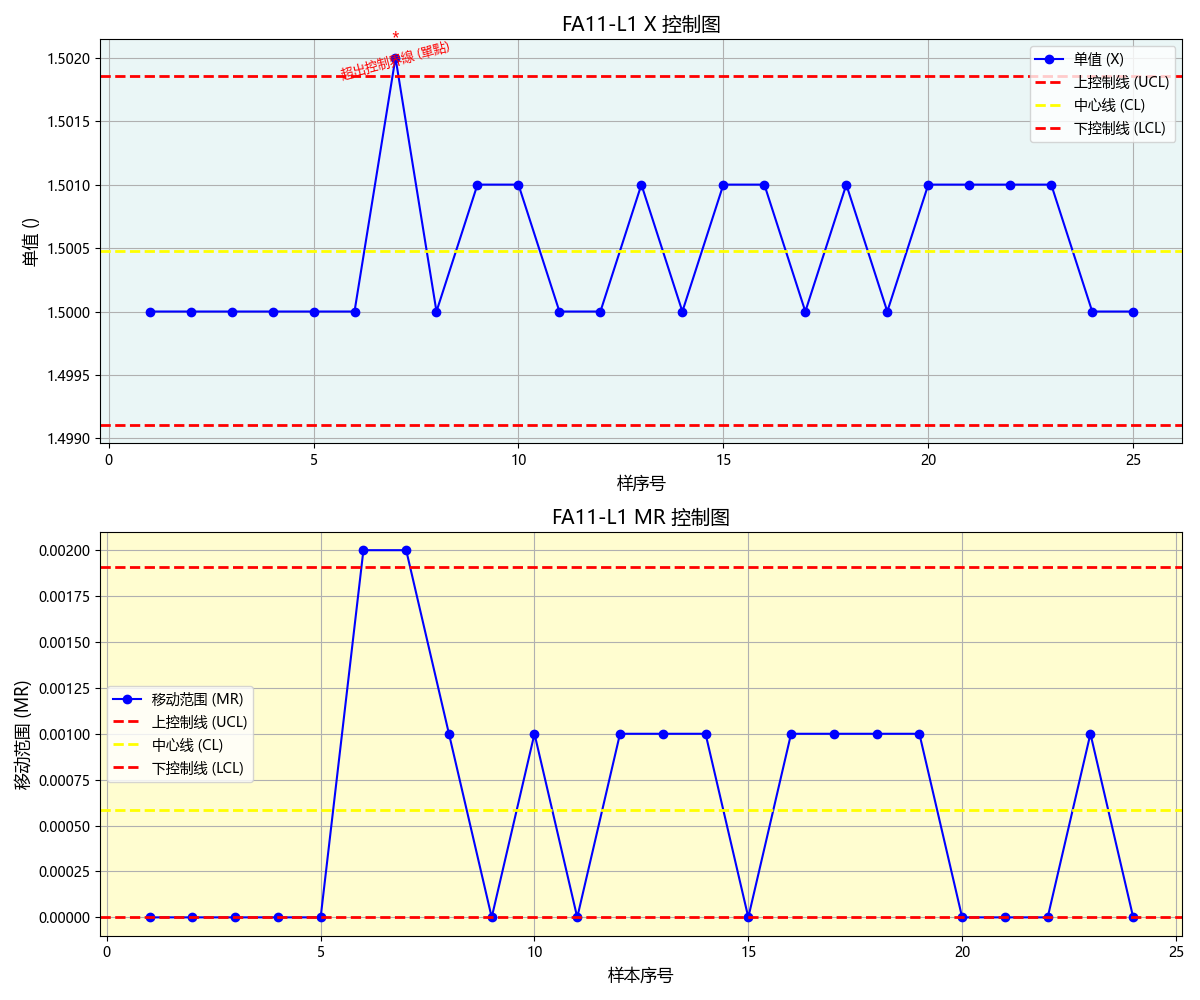 FA11-L1 X 控制图
*
超出控制界線 (單點)
1.5020
1.5015
1.5010
1.5005
1.5000
1.4995
1.4990
单值 ()
单值 (X)
上控制线 (UCL)
中心线 (CL)
下控制线 (LCL)
0 5 10 15 20 25
样序号
FA11-L1 MR 控制图
0.00200
0.00175
0.00150
0.00125
0.00100
0.00075
0.00050
0.00025
0.00000
移动范围 (MR)
移动范围 (MR)
上控制线 (UCL)
中心线 (CL)
下控制线 (LCL)
0 5 10 15 20 25
样本序号